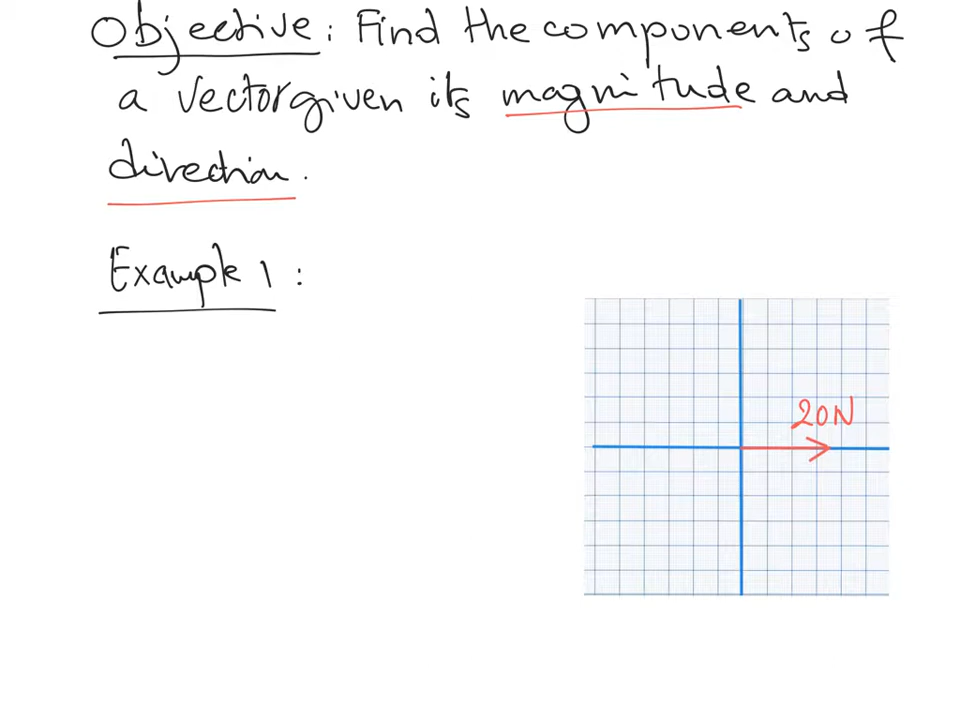 Objective: Find the components of
a vector given its magnitude and
direction.
Example 1 :
20N